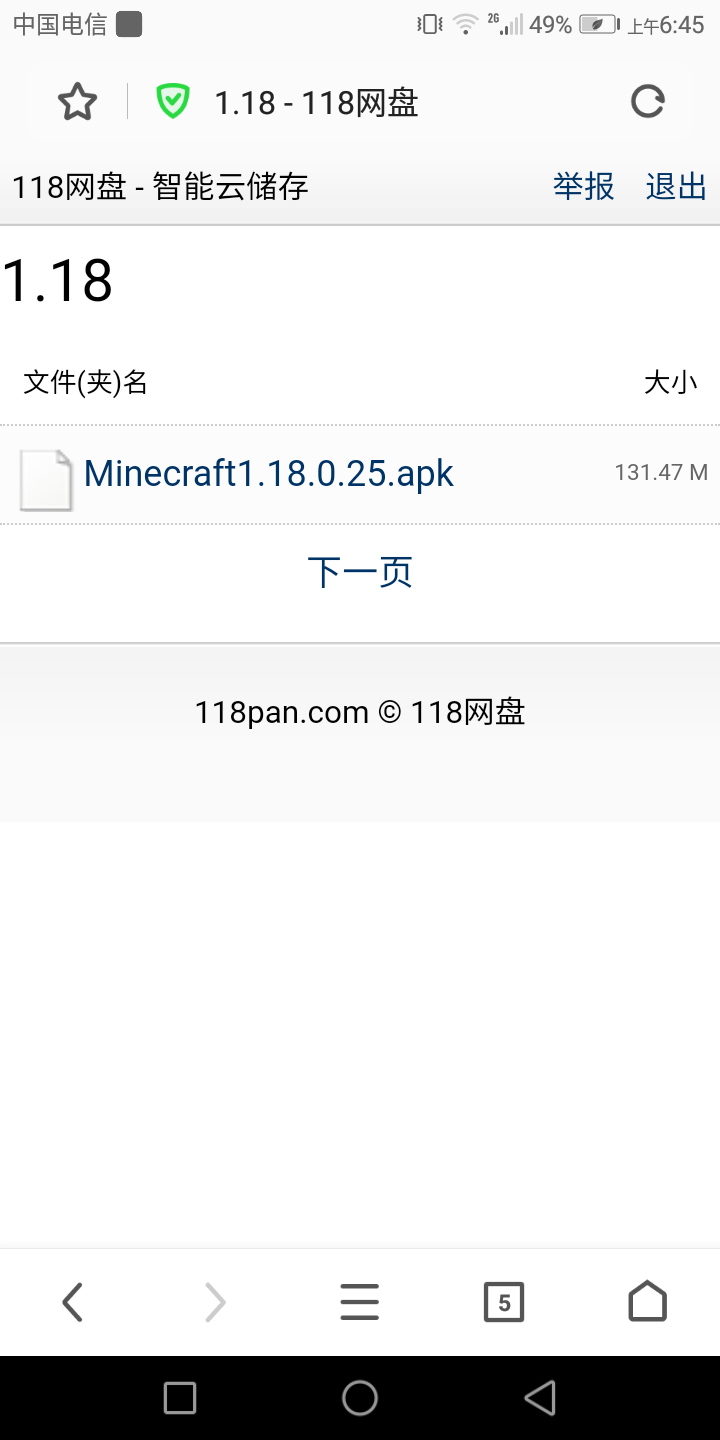 中国电信
2G 49% 上午6:45
1.18 - 118网盘
118网盘 - 智能云储存 举报 退出
1.18
文件(夹)名 大小
Minecraft1.18.0.25.apk 131.47 M
下一页
118pan.com © 118网盘
5